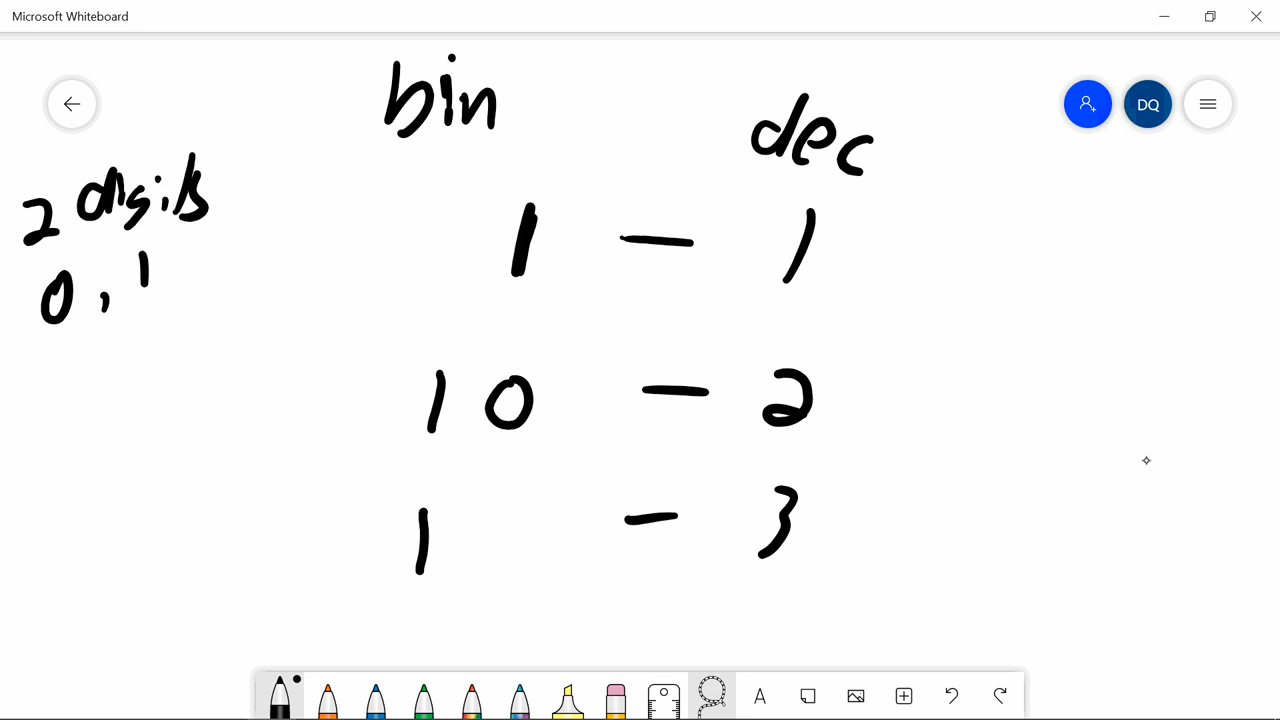 Microsoft Whiteboard
DQ
bin
dec
2 digits
0, 1
1 — 1
10 — 2
1 — 3
A